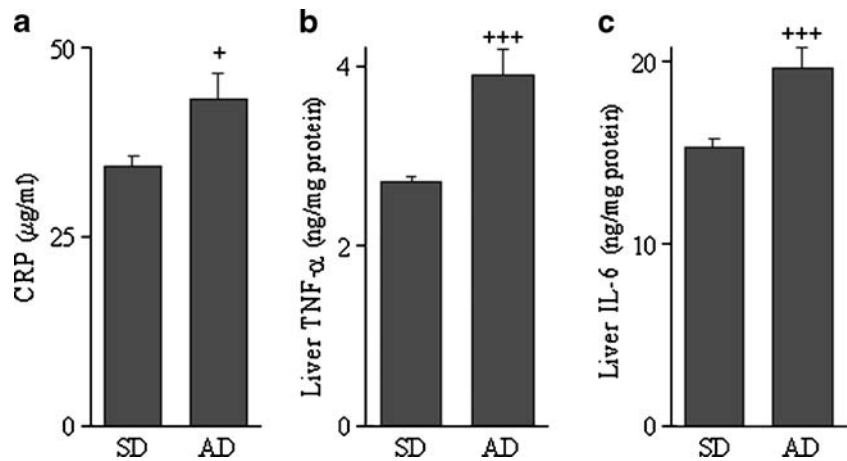 a
50
25
0
CRP (μg/ml)
+
SD AD
b
4
2
0
Liver TNF-α (ng/mg protein)
+++
SD AD
c
20
10
0
Liver IL-6 (ng/mg protein)
+++
SD AD